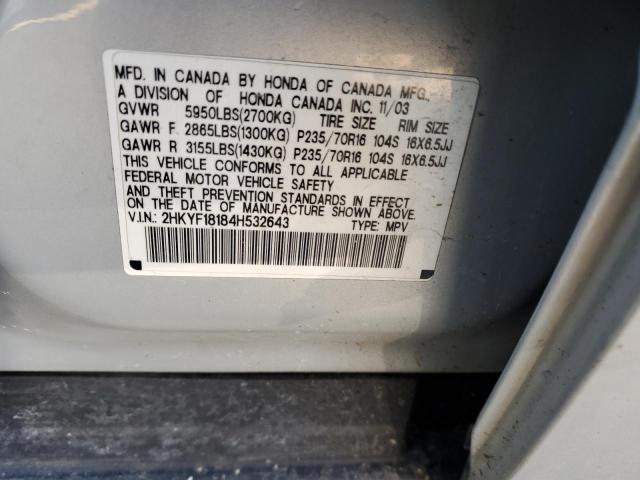 MFD. IN CANADA BY HONDA OF CANADA MFG.,
A DIVISION OF HONDA CANADA INC. 11/03
GVWR 5950LBS(2700KG) TIRE SIZE RIM SIZE
GAWR F 2865LBS(1300KG) P235/70R16 104S 16X6.5JJ
GAWR R 3155LBS(1430KG) P235/70R16 104S 16X6.5JJ
THIS VEHICLE CONFORMS TO ALL APPLICABLE
FEDERAL MOTOR VEHICLE SAFETY
AND THEFT PREVENTION STANDARDS IN EFFECT
ON THE DATE OF MANUFACTURE SHOWN ABOVE.
V.I.N.: 2HKYF18184H532643 TYPE: MPV